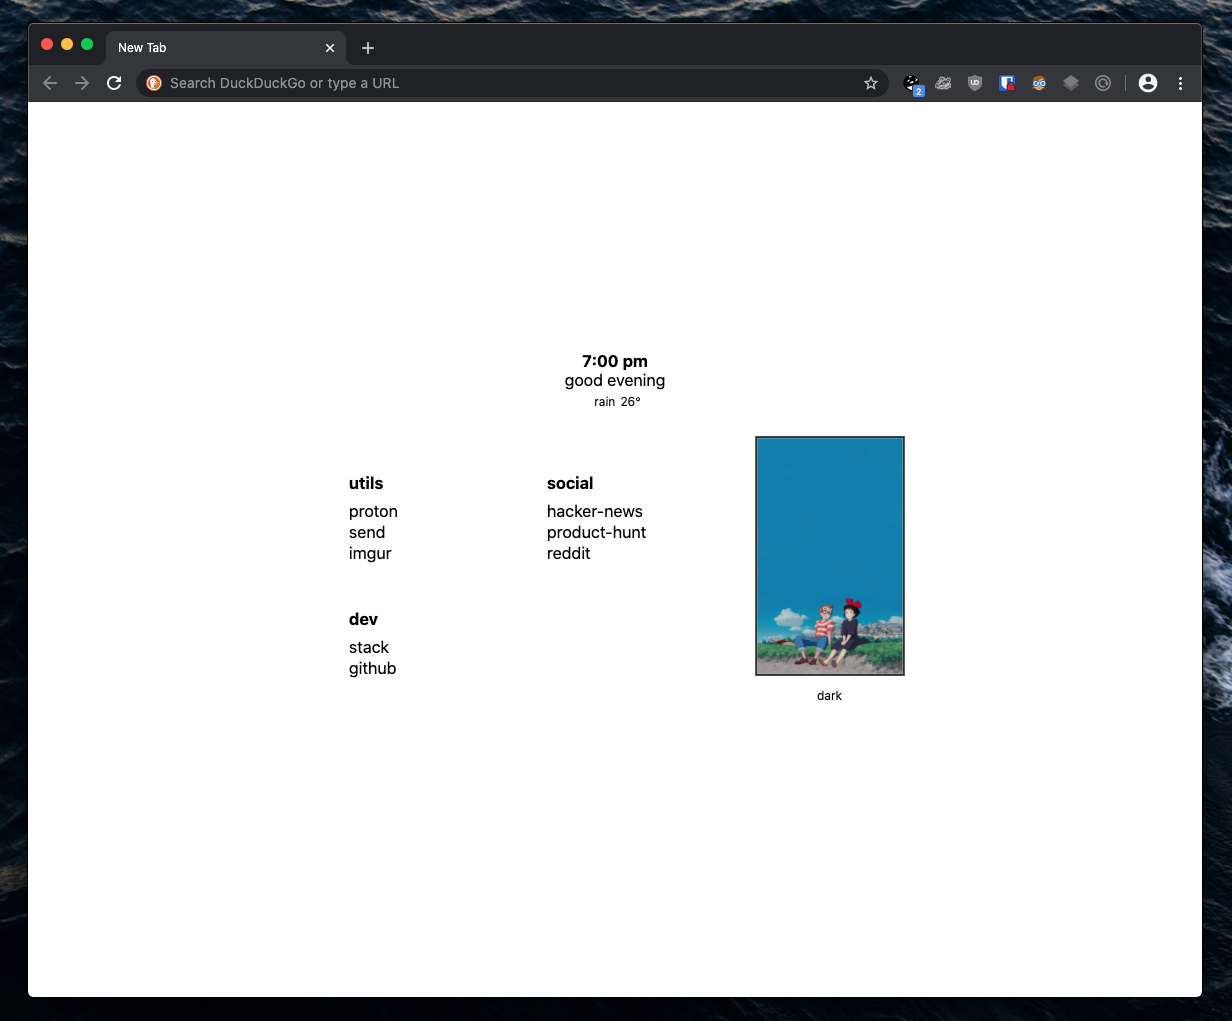 New Tab
Search DuckDuckGo or type a URL
2
7:00 pm
good evening
rain 26°
utils
proton
send
imgur
social
hacker-news
product-hunt
reddit
dev
stack
github
dark